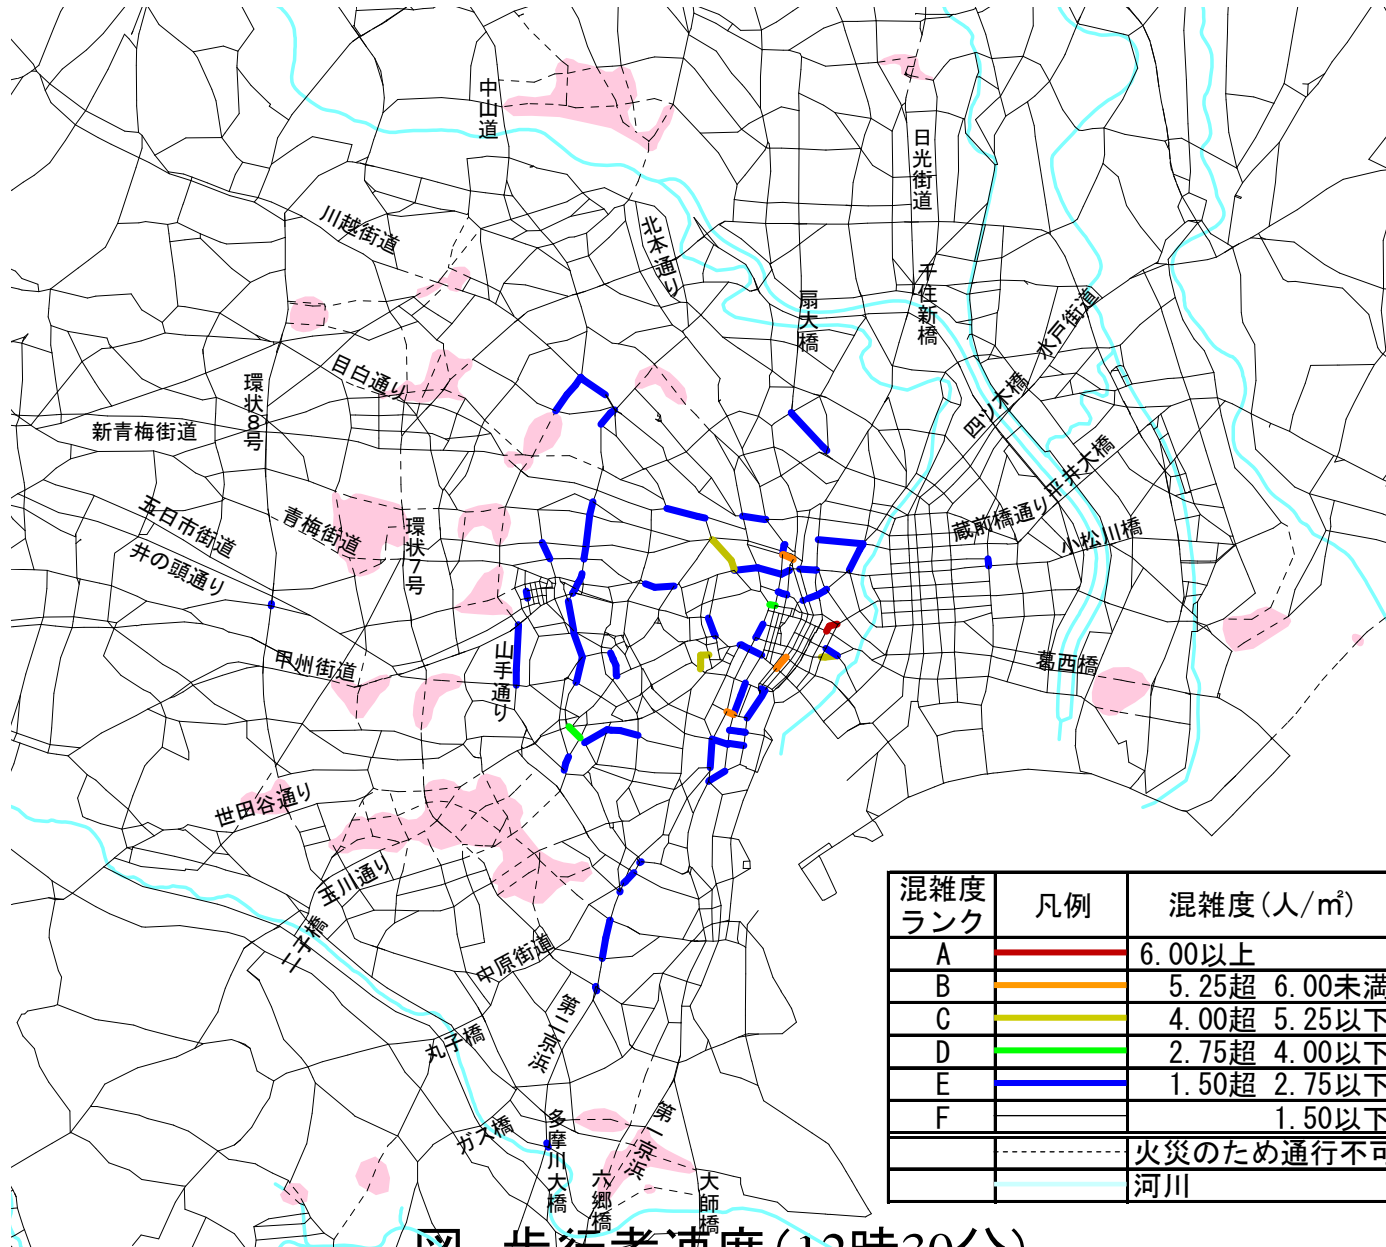 中山道
日光街道
川越街道
北本通り
扇大橋
千住新橋
水戸街道
目白通り
環状8号
四ツ木橋
新青梅街道
平井大橋
五日市街道
青梅街道
環状7号
蔵前橋通り
小松川橋
井の頭通り
甲州街道
山手通り
葛西橋
世田谷通り
玉川通り
二子橋
中原街道
第二京浜
丸子橋
ガス橋
多摩川大橋
第一京浜
六郷橋
大師橋
混雑度ランク 凡例 混雑度(人/㎡)
A 6.00以上
B 5.25超 6.00未満
C 4.00超 5.25以下
D 2.75超 4.00以下
E 1.50超 2.75以下
F 1.50以下
火災のため通行不可
河川